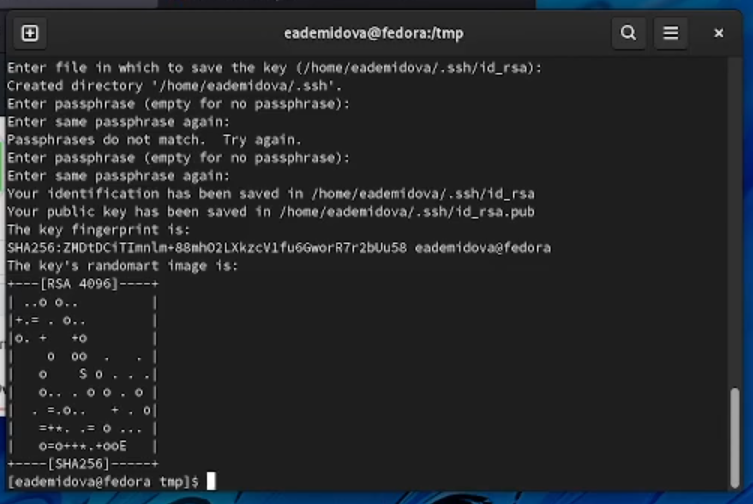 eademidova@fedora:/tmp
Enter file in which to save the key (/home/eademidova/.ssh/id_rsa):
Created directory '/home/eademidova/.ssh'.
Enter passphrase (empty for no passphrase):
Enter same passphrase again:
Passphrases do not match.  Try again.
Enter passphrase (empty for no passphrase):
Enter same passphrase again:
Your identification has been saved in /home/eademidova/.ssh/id_rsa
Your public key has been saved in /home/eademidova/.ssh/id_rsa.pub
The key fingerprint is:
SHA256:ZMDtDCiTImnlm+88mhO2LXkzcV1fu6GworR7r2bUu58 eademidova@fedora
The key's randomart image is:
+---[RSA 4096]----+
| ..o o..         |
|+.= . o..        |
|o. +   +o        |
|    o  oo  .   . |
|   o    S o . . .|
|   o.. . o o . o |
|  . =.o..   + . o|
|   =+*. .= o ... |
|   o=o+++.+ooE   |
+----[SHA256]-----+
[eademidova@fedora tmp]$